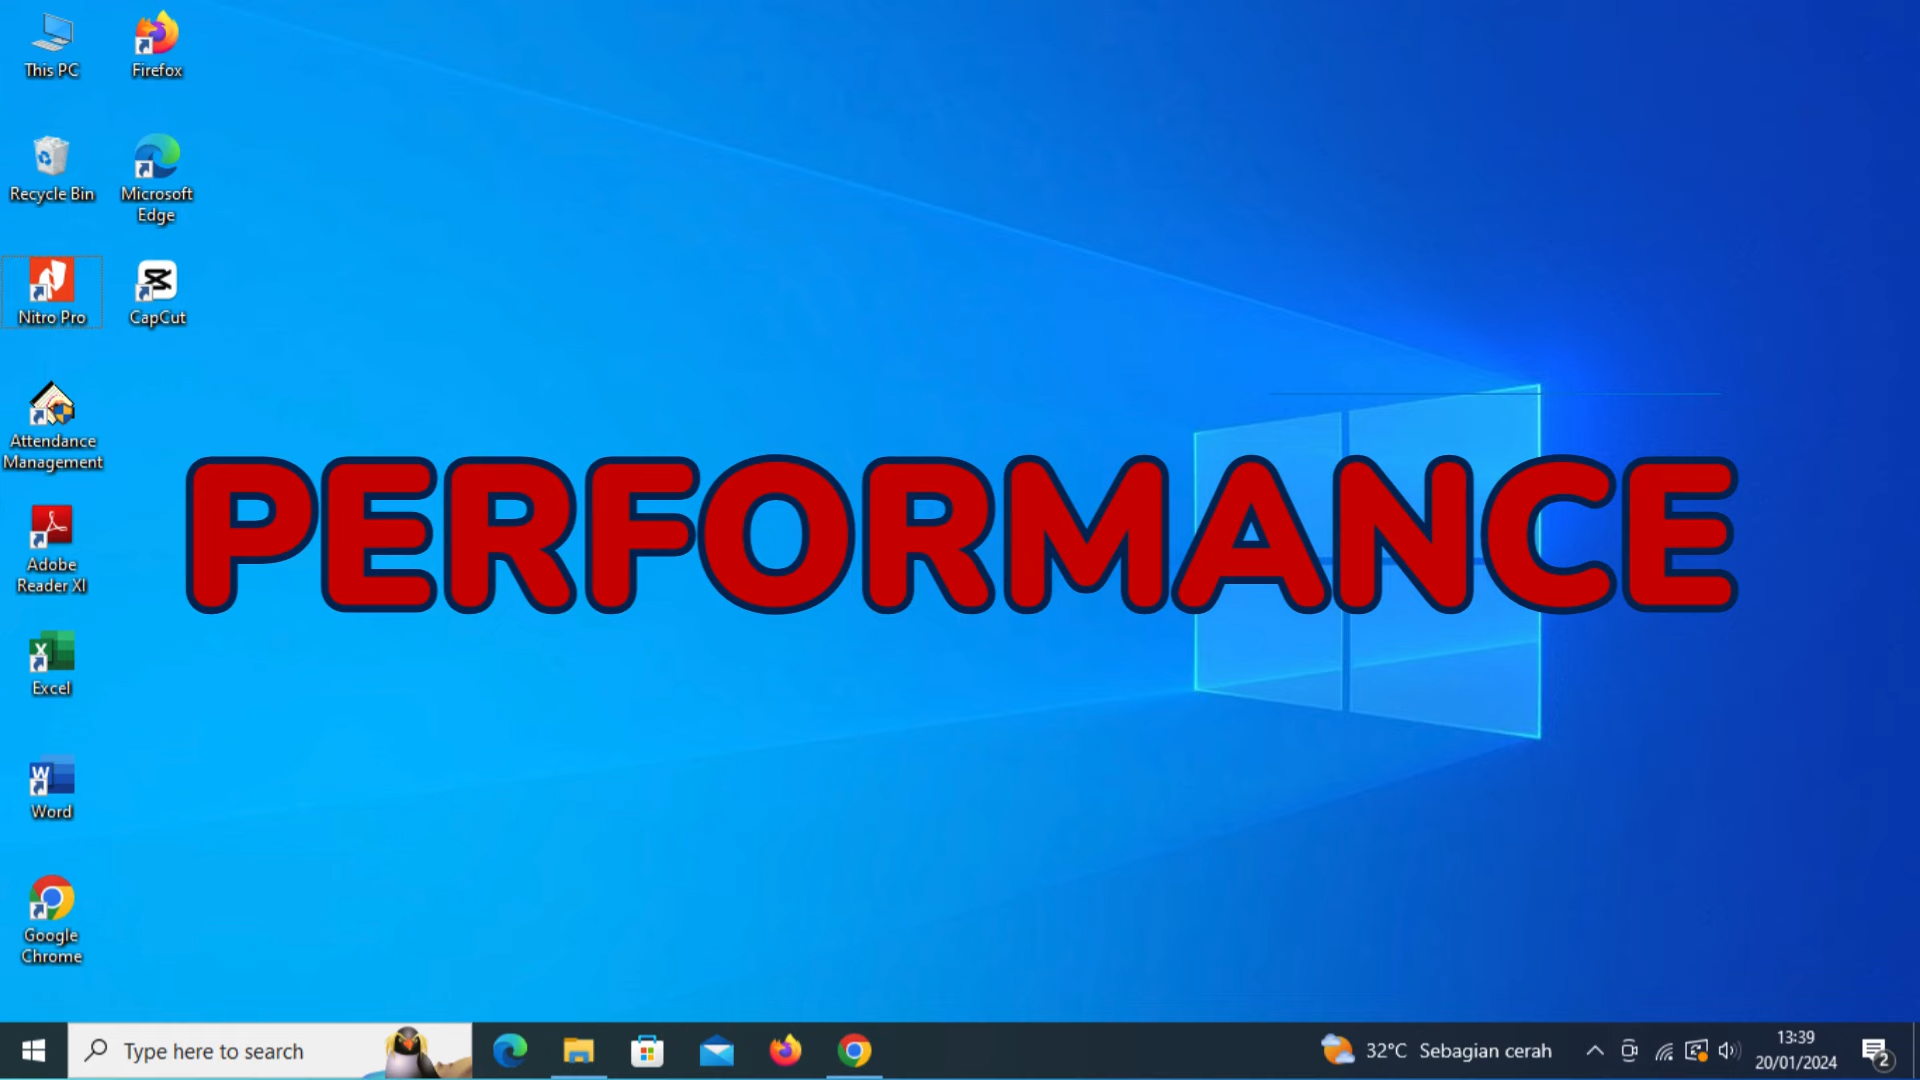 This PC
Firefox
Recycle Bin
Microsoft
Edge
Nitro Pro
CapCut
Attendance
Management
Adobe
Reader XI
Excel
Word
Google
Chrome
PERFORMANCE
Type here to search
32°C Sebagian cerah
13:39
20/01/2024
2